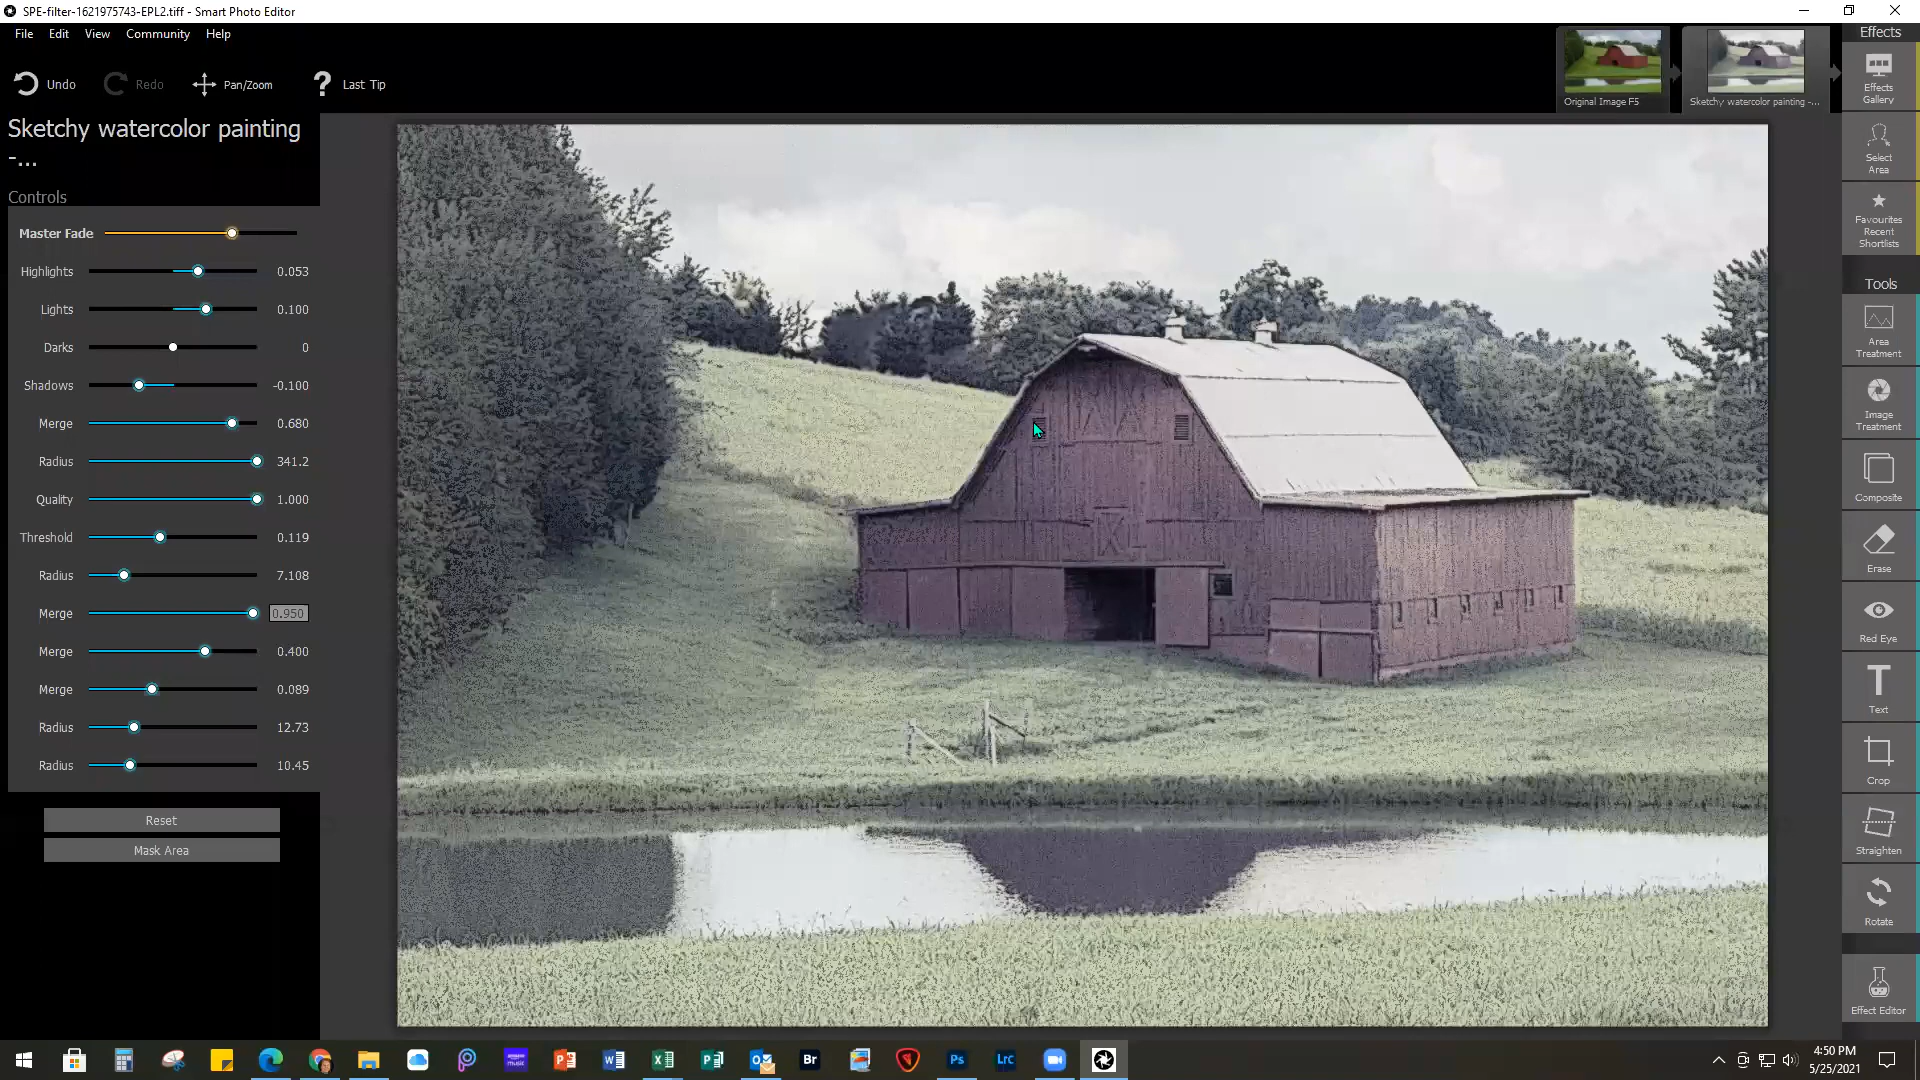 SPE-filter-1621975743-EPL2.tiff - Smart Photo Editor
File Edit View Community Help
Undo Redo Pan/Zoom ? Last Tip
Original Image F5
Sketchy watercolor painting -...
Sketchy watercolor painting
-...
Controls
Master Fade
Highlights 0.053
Lights 0.100
Darks 0
Shadows -0.100
Merge 0.680
Radius 341.2
Quality 1.000
Threshold 0.119
Radius 7.108
Merge 0.950
Merge 0.400
Merge 0.089
Radius 12.73
Radius 10.45
Reset
Mask Area
Effects
Effects
Gallery
Select
Area
Favourites
Recent
Shortlists
Tools
Area
Treatment
Image
Treatment
Composite
Erase
Red Eye
T
Text
Crop
Straighten
Rotate
Effect Editor
amazon
music
Br
Ps
Lrc
4:50 PM
5/25/2021